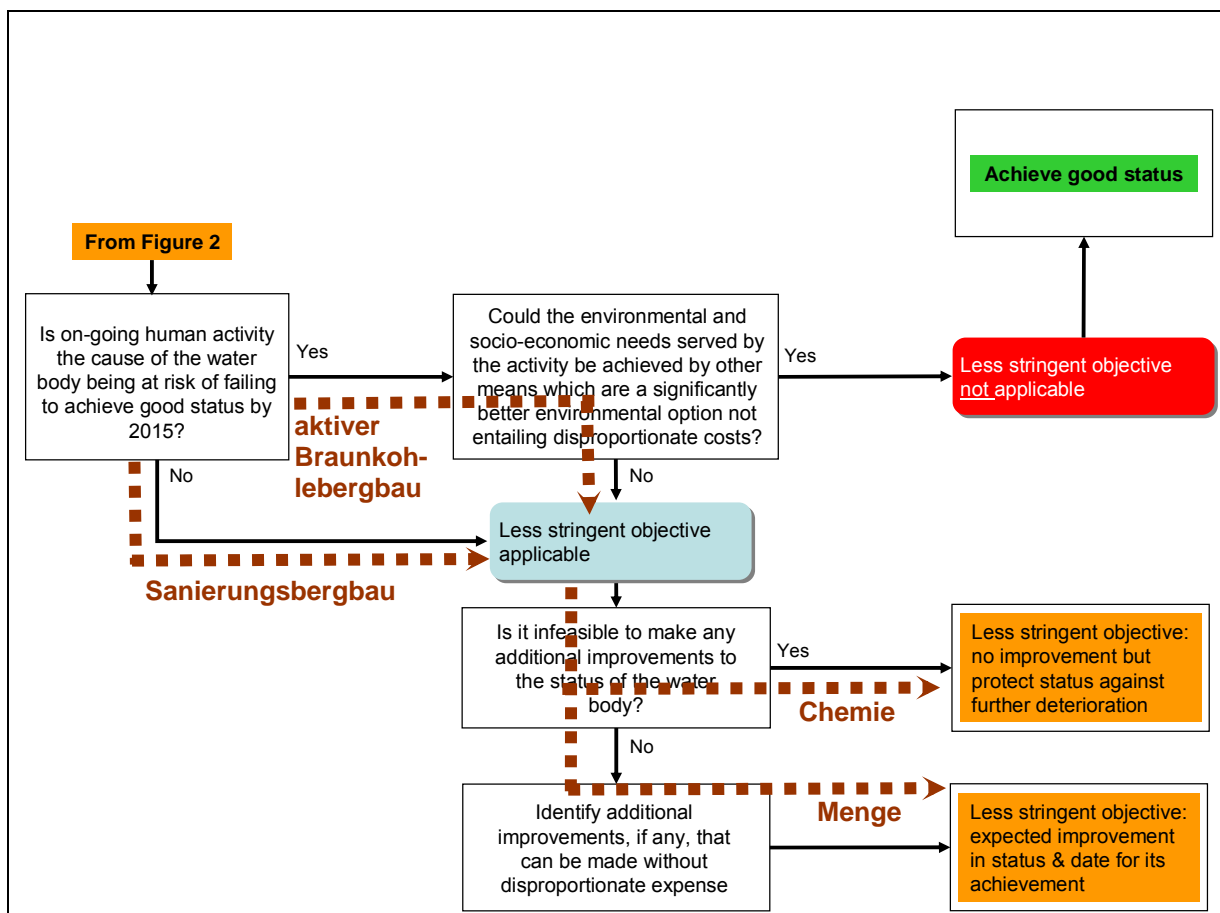 Achieve good status
From Figure 2
Is on-going human activity
the cause of the water
body being at risk of failing
to achieve good status by
2015?
Yes
Could the environmental and
socio-economic needs served by
the activity be achieved by other
means which are a significantly
better environmental option not
entailing disproportionate costs?
Yes
Less stringent objective
not applicable
aktiver
Braunkoh-
lebergbau
No
No
Less stringent objective
applicable
Sanierungsbergbau
Is it infeasible to make any
additional improvements to
the status of the water
body?
Yes
Less stringent objective:
no improvement but
protect status against
further deterioration
Chemie
No
Menge
Identify additional
improvements, if any, that
can be made without
disproportionate expense
Less stringent objective:
expected improvement
in status & date for its
achievement